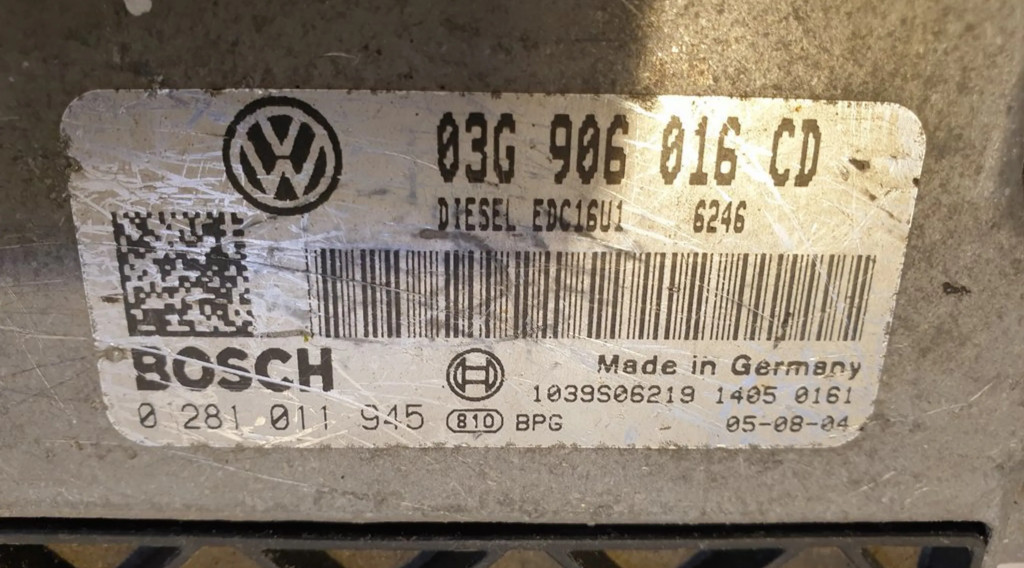 03G 906 016 CD
DIESEL EDC16U1 6246
BOSCH
Made in Germany
1039S06219 1405 0161
0 281 011 945 810 BPG 05-08-04